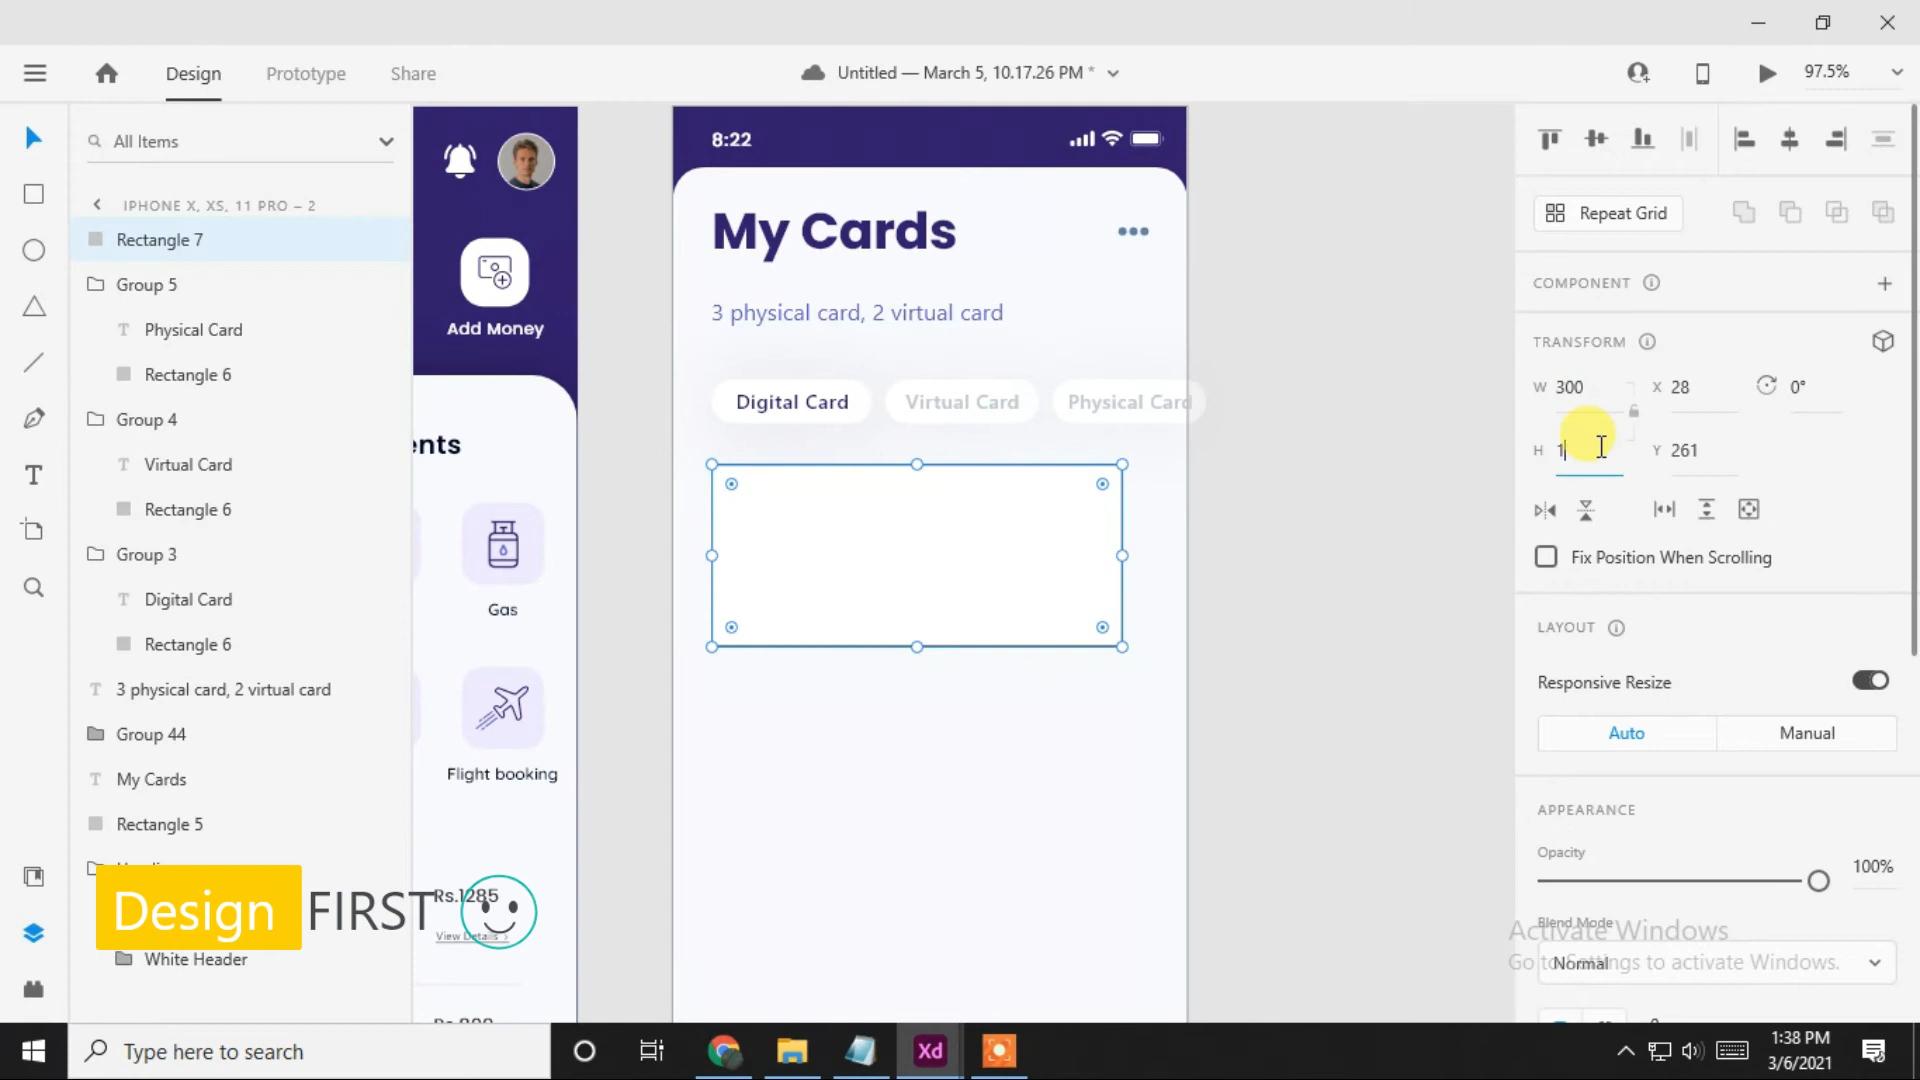 Design
Prototype
Share
Untitled — March 5, 10.17.26 PM *
97.5%
All Items
IPHONE X, XS, 11 PRO – 2
Rectangle 7
Group 5
Physical Card
Rectangle 6
Group 4
Virtual Card
Rectangle 6
Group 3
Digital Card
Rectangle 6
3 physical card, 2 virtual card
Group 44
My Cards
Rectangle 5
White Header
Design FIRST
Add Money
ents
Gas
Flight booking
Rs.1285
View Details >
8:22
My Cards
3 physical card, 2 virtual card
Digital Card
Virtual Card
Physical Card
Repeat Grid
COMPONENT
TRANSFORM
W 300
X 28
0°
H 1
Y 261
Fix Position When Scrolling
LAYOUT
Responsive Resize
Auto
Manual
APPEARANCE
Opacity
100%
Blend Mode
Normal
Activate Windows
Go to Settings to activate Windows.
Type here to search
Xd
1:38 PM
3/6/2021